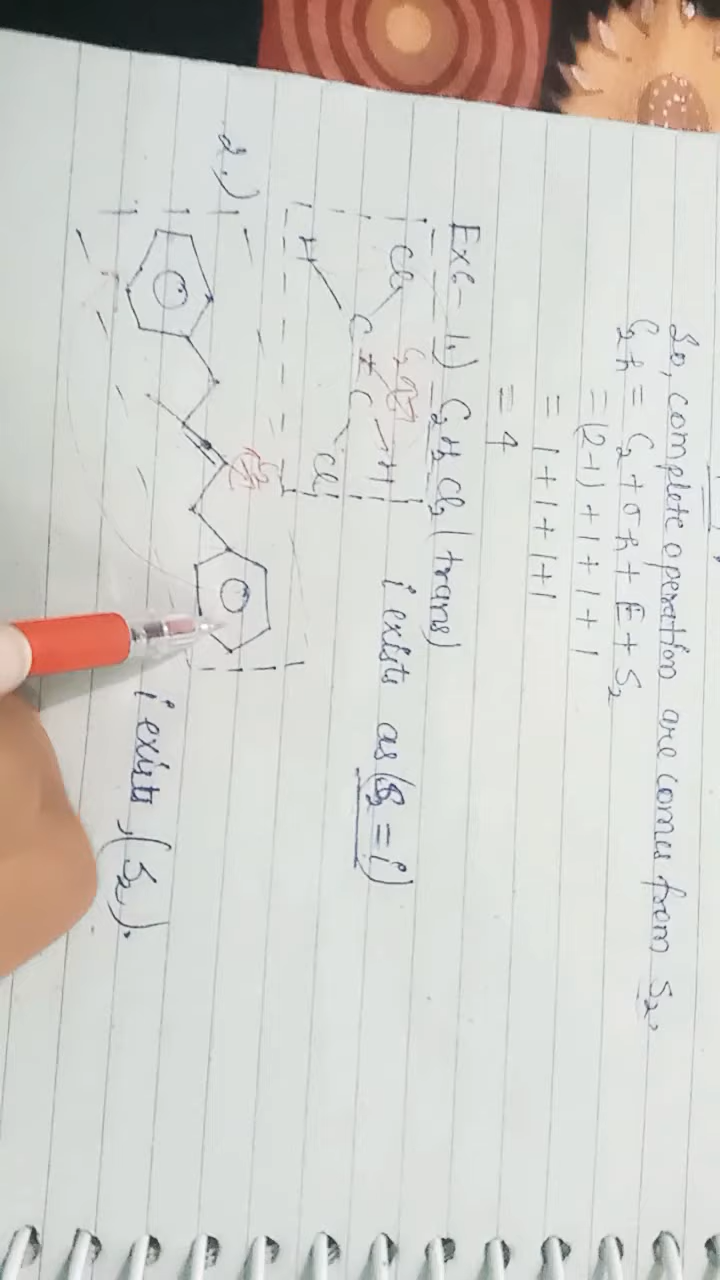 So, complete operation are comes from S₂.
C₂h = C₂ + σh + E + S₂
= (2-1) + 1 + 1 + 1
= 1 + 1 + 1 + 1
= 4
Ex6- 1.) C₂H₂Cl₂ (trans)
Cl H
C = C
H Cl
i exists as (S₂ = i)
2.)
i exists, (S₂).